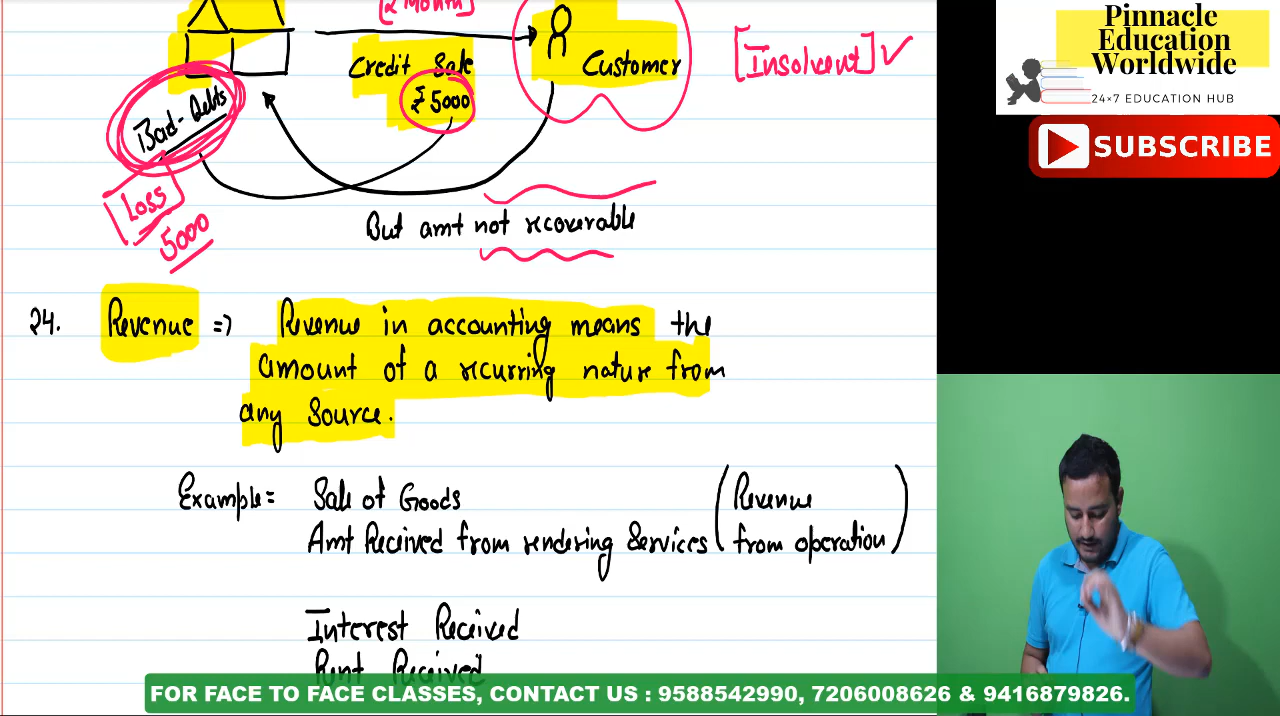 [2 Month]
Credit Sale
₹ 5000
Customer
[Insolvent] ✓
Bad-Debts
Loss
5000
But amt not recoverable
24. Revenue => Revenue in accounting means the
amount of a recurring nature from
any Source.
Example = Sale of Goods
Amt Received from rendering Services
(Revenue
from operation)
Interest Received
Rent Received
Pinnacle
Education
Worldwide
24×7 EDUCATION HUB
SUBSCRIBE
FOR FACE TO FACE CLASSES, CONTACT US : 9588542990, 7206008626 & 9416879826.